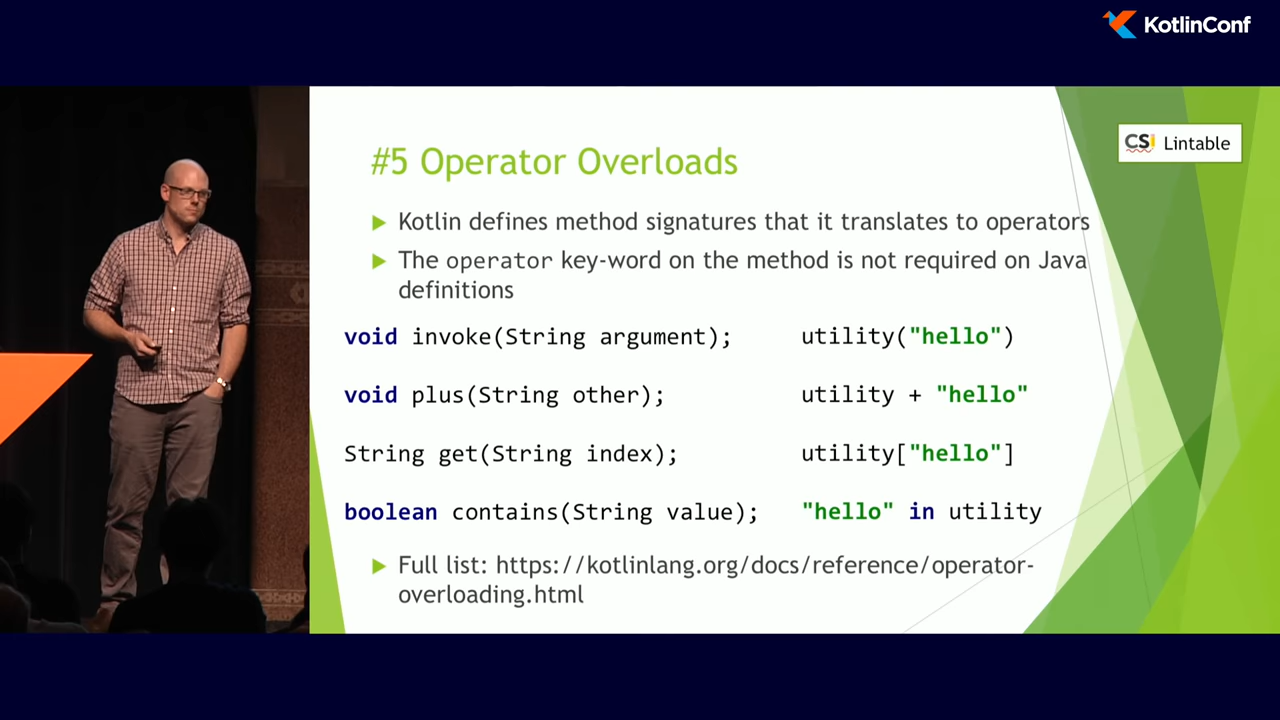 KotlinConf
CS! Lintable
#5 Operator Overloads
Kotlin defines method signatures that it translates to operators
The operator key-word on the method is not required on Java
definitions
void invoke(String argument); utility("hello")
void plus(String other); utility + "hello"
String get(String index); utility["hello"]
boolean contains(String value); "hello" in utility
Full list: https://kotlinlang.org/docs/reference/operator-
overloading.html